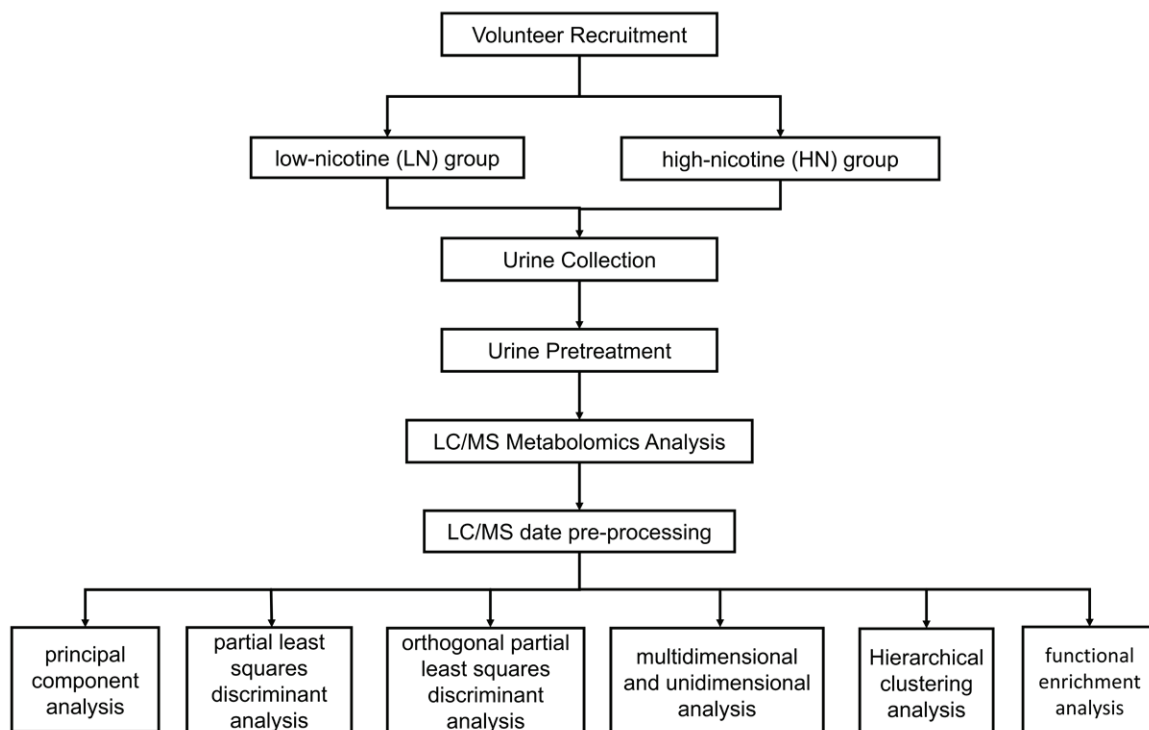 Volunteer Recruitment
low-nicotine (LN) group
high-nicotine (HN) group
Urine Collection
Urine Pretreatment
LC/MS Metabolomics Analysis
LC/MS date pre-processing
principal
component
analysis
partial least
squares
discriminant
analysis
orthogonal partial
least squares
discriminant
analysis
multidimensional
and unidimensional
analysis
Hierarchical
clustering
analysis
functional
enrichment
analysis